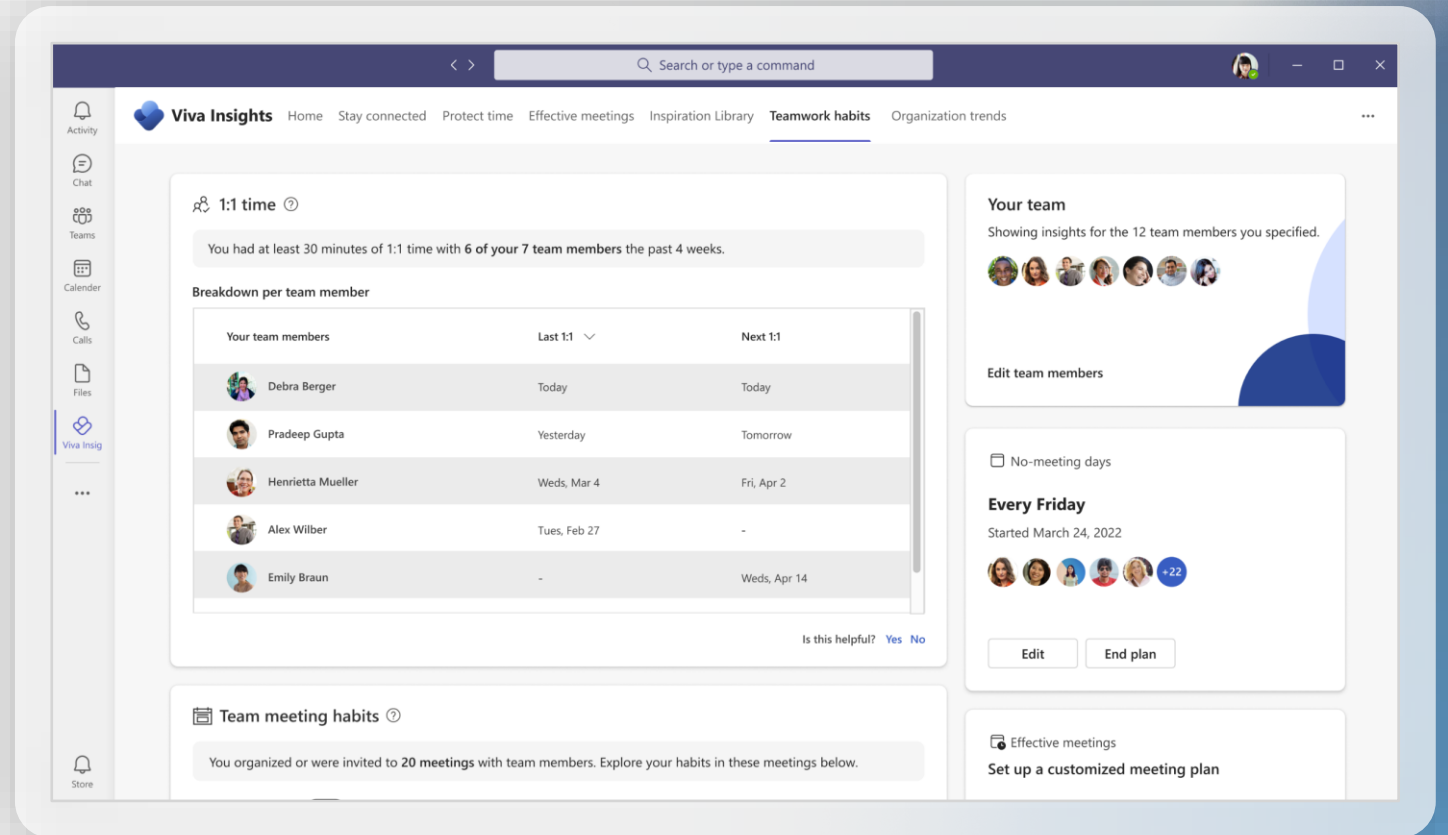 Search or type a command
Activity
Chat
Teams
Calender
Calls
Files
Viva Insig
Store
Viva Insights Home Stay connected Protect time Effective meetings Inspiration Library Teamwork habits Organization trends
1:1 time
You had at least 30 minutes of 1:1 time with 6 of your 7 team members the past 4 weeks.
Breakdown per team member
Your team members Last 1:1 Next 1:1
Debra Berger Today Today
Pradeep Gupta Yesterday Tomorrow
Henrietta Mueller Weds, Mar 4 Fri, Apr 2
Alex Wilber Tues, Feb 27 -
Emily Braun - Weds, Apr 14
Is this helpful? Yes No
Team meeting habits
You organized or were invited to 20 meetings with team members. Explore your habits in these meetings below.
Your team
Showing insights for the 12 team members you specified.
Edit team members
No-meeting days
Every Friday
Started March 24, 2022
+22
Edit End plan
Effective meetings
Set up a customized meeting plan